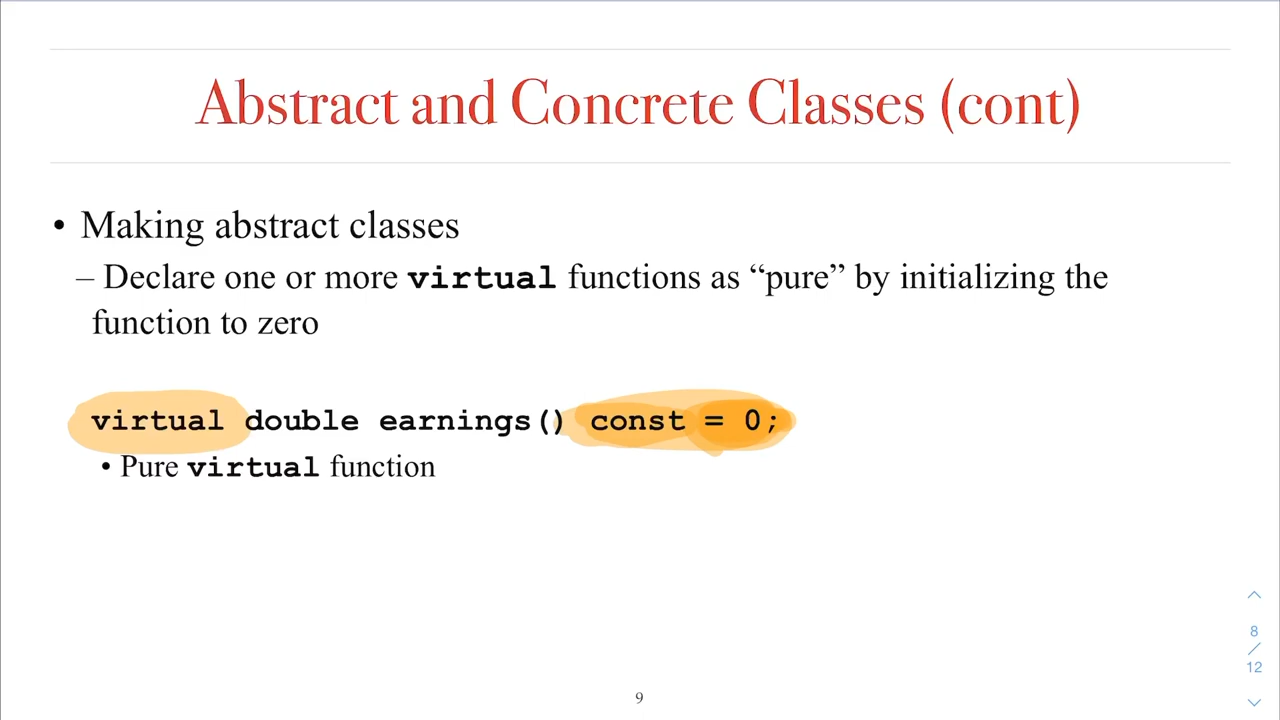 Abstract and Concrete Classes (cont)
• Making abstract classes
– Declare one or more virtual functions as “pure” by initializing the
function to zero
virtual double earnings() const = 0;
• Pure virtual function
8
/
12
9